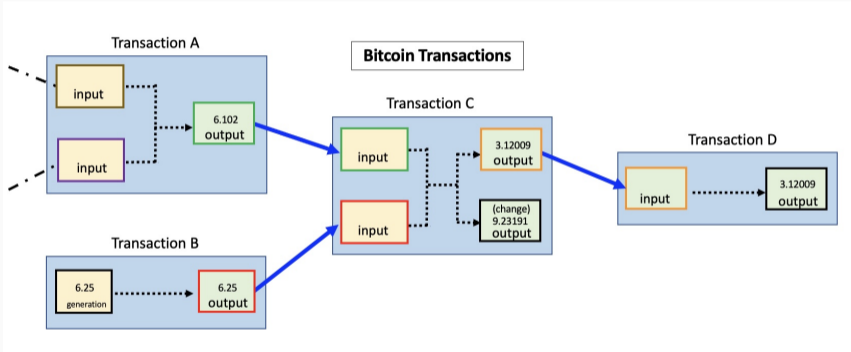 Bitcoin Transactions
Transaction A
input
input
6.102
output
Transaction B
6.25
generation
6.25
output
Transaction C
input
input
3.12009
output
(change)
9.23191
output
Transaction D
input
3.12009
output